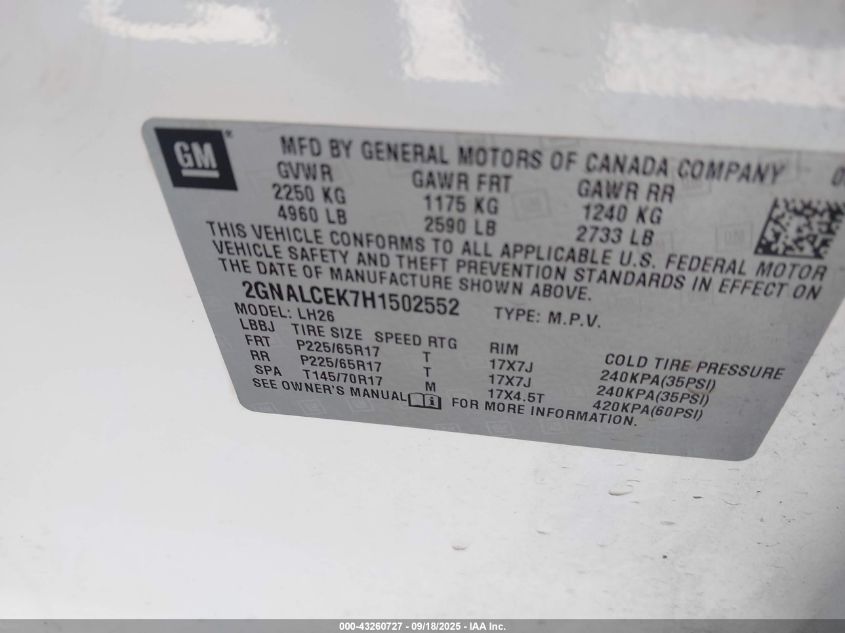 GM
MFD BY GENERAL MOTORS OF CANADA COMPANY
GVWR GAWR FRT GAWR RR
2250 KG 1175 KG 1240 KG
4960 LB 2590 LB 2733 LB
THIS VEHICLE CONFORMS TO ALL APPLICABLE U.S. FEDERAL MOTOR
VEHICLE SAFETY AND THEFT PREVENTION STANDARDS IN EFFECT ON
THE DATE OF MANUFACTURE SHOWN ABOVE.
2GNALCEK7H1502552 TYPE: M.P.V.
MODEL: LH26
LBBJ TIRE SIZE SPEED RTG RIM COLD TIRE PRESSURE
FRT P225/65R17 T 17X7J 240KPA(35PSI)
RR P225/65R17 T 17X7J 240KPA(35PSI)
SPA T145/70R17 M 17X4.5T 420KPA(60PSI)
SEE OWNER'S MANUAL FOR MORE INFORMATION.
000-43260727 - 09/18/2025 - IAA Inc.